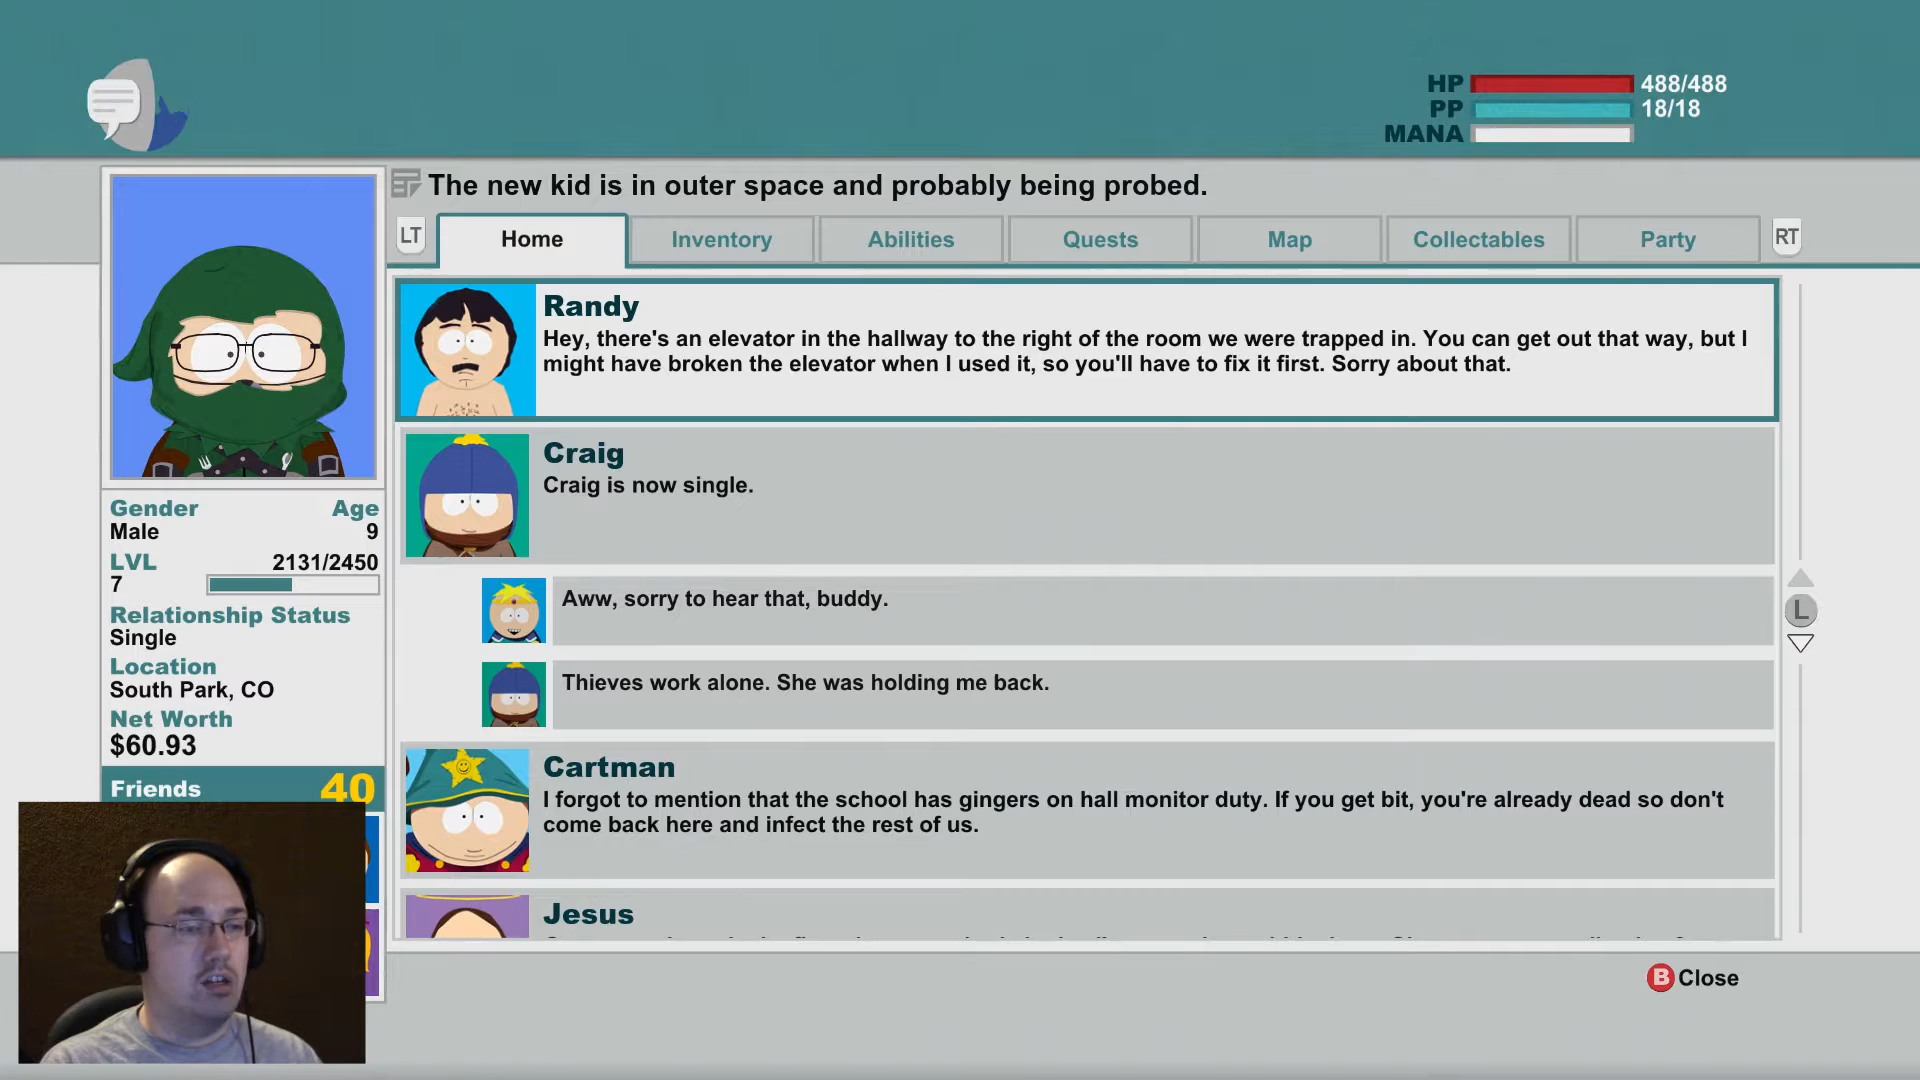 HP 488/488
PP 18/18
MANA
The new kid is in outer space and probably being probed.
LT Home Inventory Abilities Quests Map Collectables Party RT
Randy
Hey, there's an elevator in the hallway to the right of the room we were trapped in. You can get out that way, but I
might have broken the elevator when I used it, so you'll have to fix it first. Sorry about that.
Craig
Craig is now single.
Aww, sorry to hear that, buddy.
Thieves work alone. She was holding me back.
Cartman
I forgot to mention that the school has gingers on hall monitor duty. If you get bit, you're already dead so don't
come back here and infect the rest of us.
Jesus
Gender Age
Male 9
LVL 2131/2450
7
Relationship Status
Single
Location
South Park, CO
Net Worth
$60.93
Friends 40
L
B Close